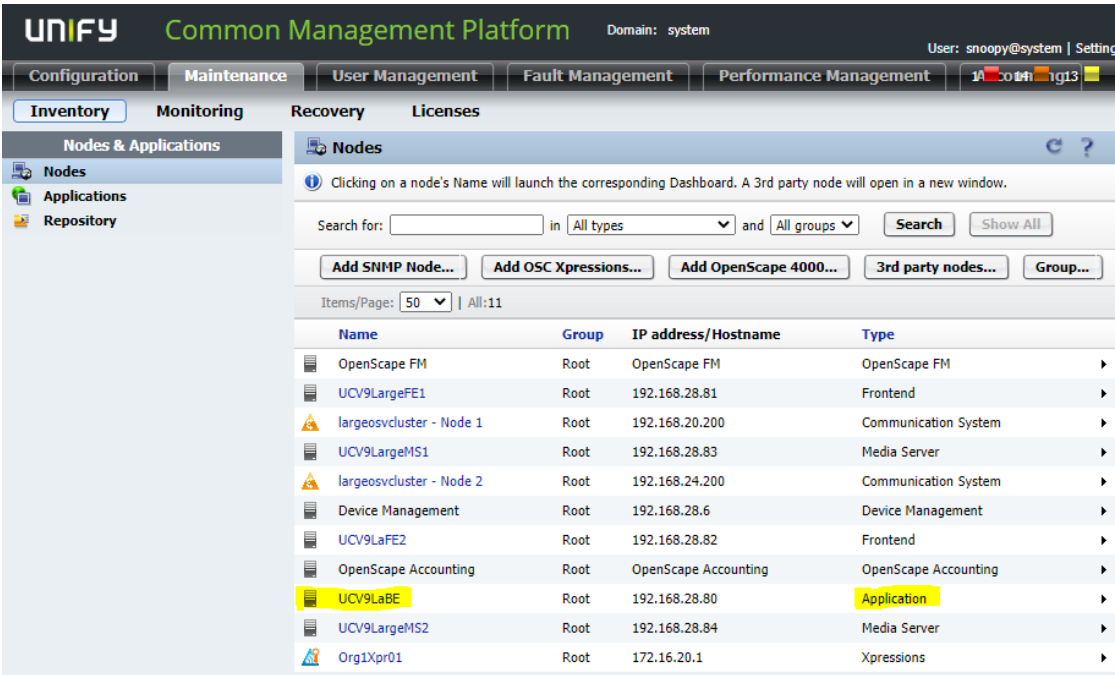 UNIFY Common Management Platform Domain: system
User: snoopy@system | Setting
Configuration Maintenance User Management Fault Management Performance Management
Inventory Monitoring Recovery Licenses
Nodes & Applications
Nodes
Applications
Repository
Nodes
Clicking on a node's Name will launch the corresponding Dashboard. A 3rd party node will open in a new window.
Search for: in All types and All groups Search Show All
Add SNMP Node... Add OSC Xpressions... Add OpenScape 4000... 3rd party nodes... Group...
Items/Page: 50 | All:11
Name Group IP address/Hostname Type
OpenScape FM Root OpenScape FM OpenScape FM
UCV9LargeFE1 Root 192.168.28.81 Frontend
largeosvcluster - Node 1 Root 192.168.20.200 Communication System
UCV9LargeMS1 Root 192.168.28.83 Media Server
largeosvcluster - Node 2 Root 192.168.24.200 Communication System
Device Management Root 192.168.28.6 Device Management
UCV9LaFE2 Root 192.168.28.82 Frontend
OpenScape Accounting Root OpenScape Accounting OpenScape Accounting
UCV9LaBE Root 192.168.28.80 Application
UCV9LargeMS2 Root 192.168.28.84 Media Server
Org1Xpr01 Root 172.16.20.1 Xpressions